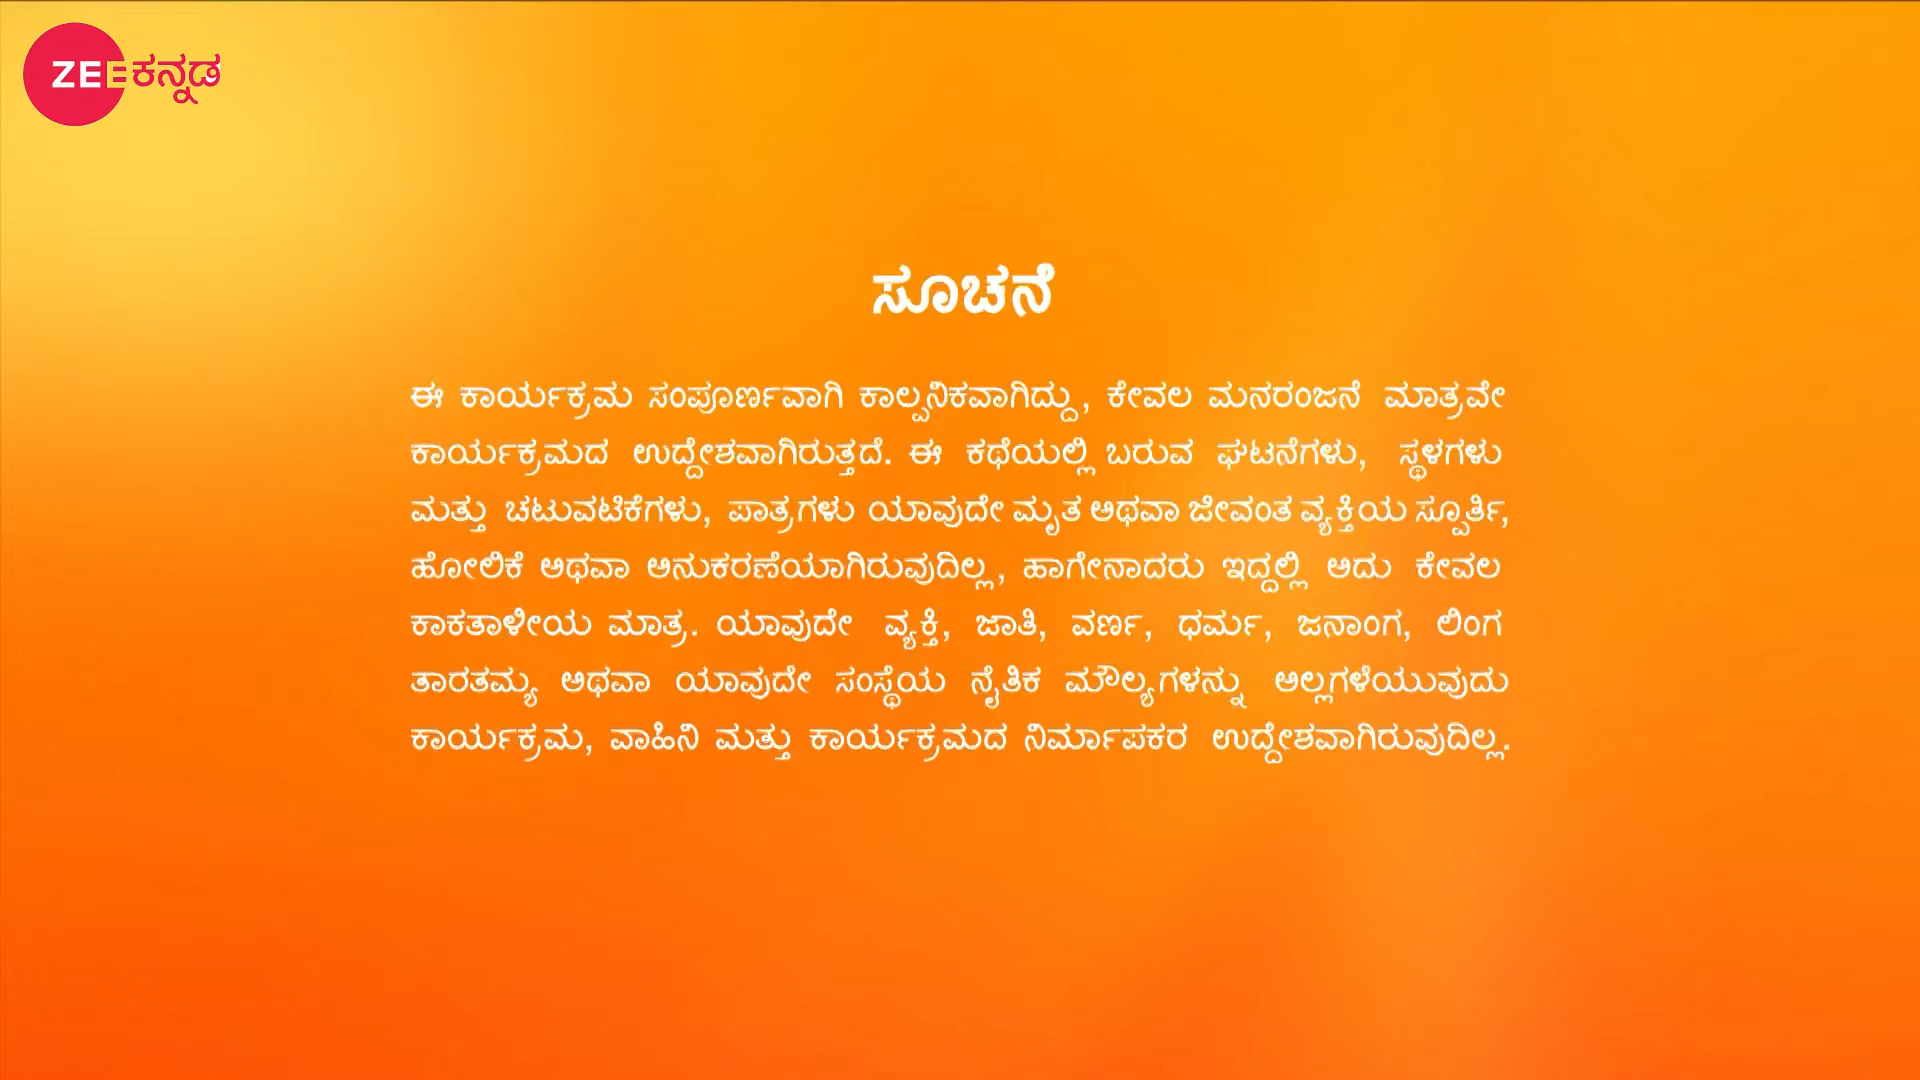 ZEEಕನ್ನಡ
ಸೂಚನೆ
ಈ ಕಾರ್ಯಕ್ರಮ ಸಂಪೂರ್ಣವಾಗಿ ಕಾಲ್ಪನಿಕವಾಗಿದ್ದು, ಕೇವಲ ಮನರಂಜನೆ ಮಾತ್ರವೇ
ಕಾರ್ಯಕ್ರಮದ ಉದ್ದೇಶವಾಗಿರುತ್ತದೆ. ಈ ಕಥೆಯಲ್ಲಿ ಬರುವ ಘಟನೆಗಳು, ಸ್ಥಳಗಳು
ಮತ್ತು ಚಟುವಟಿಕೆಗಳು, ಪಾತ್ರಗಳು ಯಾವುದೇ ಮೃತ ಅಥವಾ ಜೀವಂತ ವ್ಯಕ್ತಿಯ ಸ್ಪೂರ್ತಿ,
ಹೋಲಿಕೆ ಅಥವಾ ಅನುಕರಣೆಯಾಗಿರುವುದಿಲ್ಲ, ಹಾಗೇನಾದರು ಇದ್ದಲ್ಲಿ ಅದು ಕೇವಲ
ಕಾಕತಾಳೀಯ ಮಾತ್ರ. ಯಾವುದೇ ವ್ಯಕ್ತಿ, ಜಾತಿ, ವರ್ಣ, ಧರ್ಮ, ಜನಾಂಗ, ಲಿಂಗ
ತಾರತಮ್ಯ ಅಥವಾ ಯಾವುದೇ ಸಂಸ್ಥೆಯ ನೈತಿಕ ಮೌಲ್ಯಗಳನ್ನು ಅಲ್ಲಗಳೆಯುವುದು
ಕಾರ್ಯಕ್ರಮ, ವಾಹಿನಿ ಮತ್ತು ಕಾರ್ಯಕ್ರಮದ ನಿರ್ಮಾಪಕರ ಉದ್ದೇಶವಾಗಿರುವುದಿಲ್ಲ.